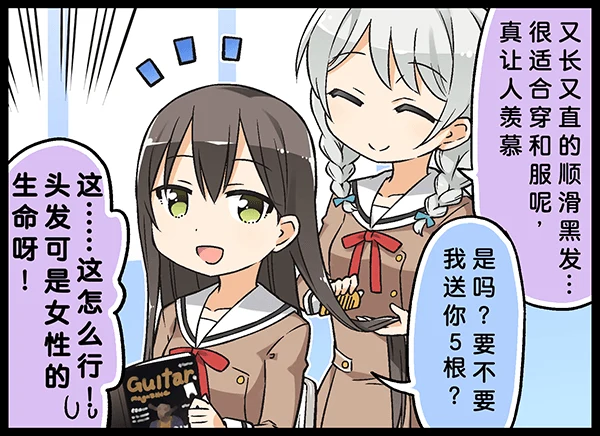 又长又直的顺滑黑发…
很适合穿和服呢，
真让人羡慕
是吗？要不要
我送你5根？
这……这怎么行！
头发可是女性的
生命呀！
Guitar
magazine